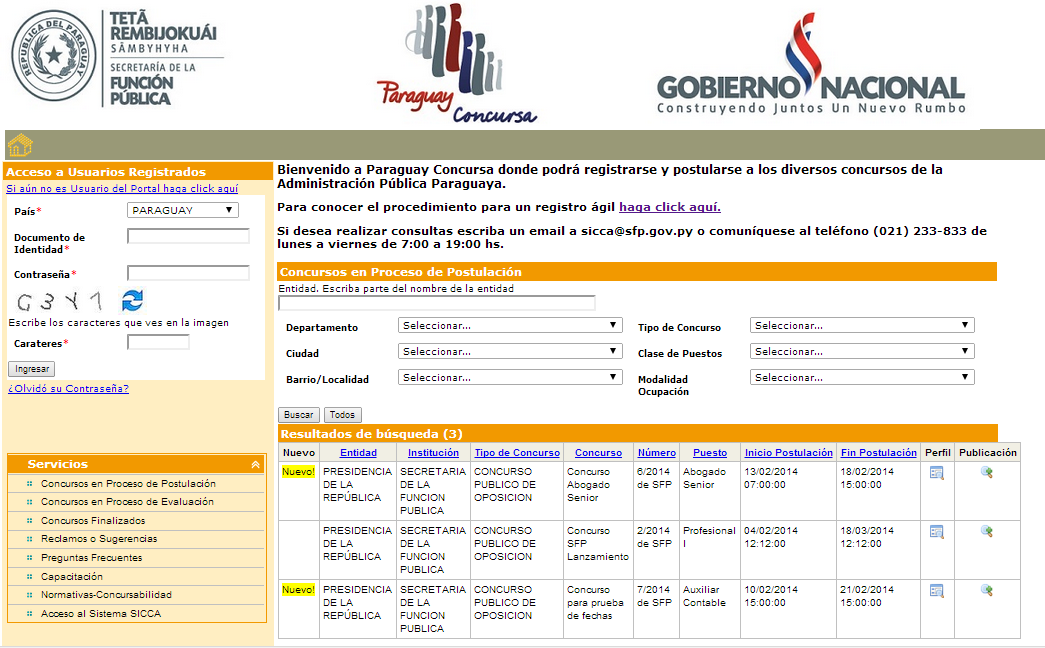 REPUBLICA DEL PARAGUAY
TETÃ
REMBIJOKUÁI
SÃMBYHYHA
SECRETARÍA DE LA
FUNCIÓN
PÚBLICA
Paraguay
Concursa
GOBIERNO NACIONAL
Construyendo Juntos Un Nuevo Rumbo
Acceso a Usuarios Registrados
Si aún no es Usuario del Portal haga click aquí
País*
PARAGUAY
Documento de
Identidad*
Contraseña*
Escribe los caracteres que ves en la imagen
Carateres*
Ingresar
¿Olvidó su Contraseña?
Servicios
Concursos en Proceso de Postulación
Concursos en Proceso de Evaluación
Concursos Finalizados
Reclamos o Sugerencias
Preguntas Frecuentes
Capacitación
Normativas-Concursabilidad
Acceso al Sistema SICCA
Bienvenido a Paraguay Concursa donde podrá registrarse y postularse a los diversos concursos de la
Administración Pública Paraguaya.
Para conocer el procedimiento para un registro ágil haga click aquí.
Si desea realizar consultas escriba un email a sicca@sfp.gov.py o comuníquese al teléfono (021) 233-833 de
lunes a viernes de 7:00 a 19:00 hs.
Concursos en Proceso de Postulación
Entidad. Escriba parte del nombre de la entidad
Departamento Seleccionar... Tipo de Concurso Seleccionar...
Ciudad Seleccionar... Clase de Puestos Seleccionar...
Barrio/Localidad Seleccionar... Modalidad Seleccionar...
Ocupación
Buscar Todos
Resultados de búsqueda (3)
Nuevo Entidad Institución Tipo de Concurso Concurso Número Puesto Inicio Postulación Fin Postulación Perfil Publicación
Nuevo! PRESIDENCIA SECRETARIA CONCURSO Concurso 6/2014 Abogado 13/02/2014 18/02/2014
DE LA DE LA PUBLICO DE Abogado de SFP Senior 07:00:00 15:00:00
REPÚBLICA FUNCION OPOSICION Senior
PUBLICA
PRESIDENCIA SECRETARIA CONCURSO Concurso 2/2014 Profesional 04/02/2014 18/03/2014
DE LA DE LA PUBLICO DE SFP de SFP I 12:12:00 12:12:00
REPÚBLICA FUNCION OPOSICION Lanzamiento
PUBLICA
Nuevo! PRESIDENCIA SECRETARIA CONCURSO Concurso 7/2014 Auxiliar 10/02/2014 21/02/2014
DE LA DE LA PUBLICO DE para prueba de SFP Contable 15:00:00 15:00:00
REPÚBLICA FUNCION OPOSICION de fechas
PUBLICA